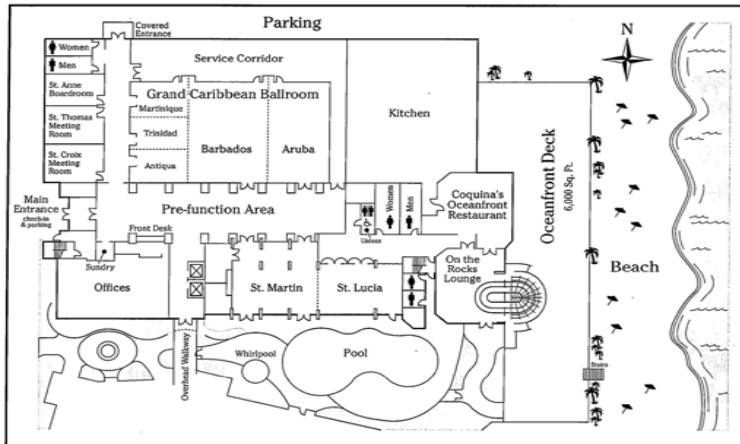 Parking
N
Covered
Entrance
Women
Men
Service Corridor
St. Anne
Boardroom
Grand Caribbean Ballroom
Martinique
Kitchen
St. Thomas
Meeting
Room
Trinidad
Barbados
Aruba
St. Croix
Meeting
Room
Antiqua
Oceanfront Deck
6,000 Sq. Ft.
Main
Entrance
check-in
& parking
Pre-function Area
Women
Men
Unisex
Coquina's
Oceanfront
Restaurant
Front Desk
Sundry
On the
Rocks
Lounge
Beach
Offices
St. Martin
St. Lucia
Overhead Walkway
Whirlpool
Pool
Stairs